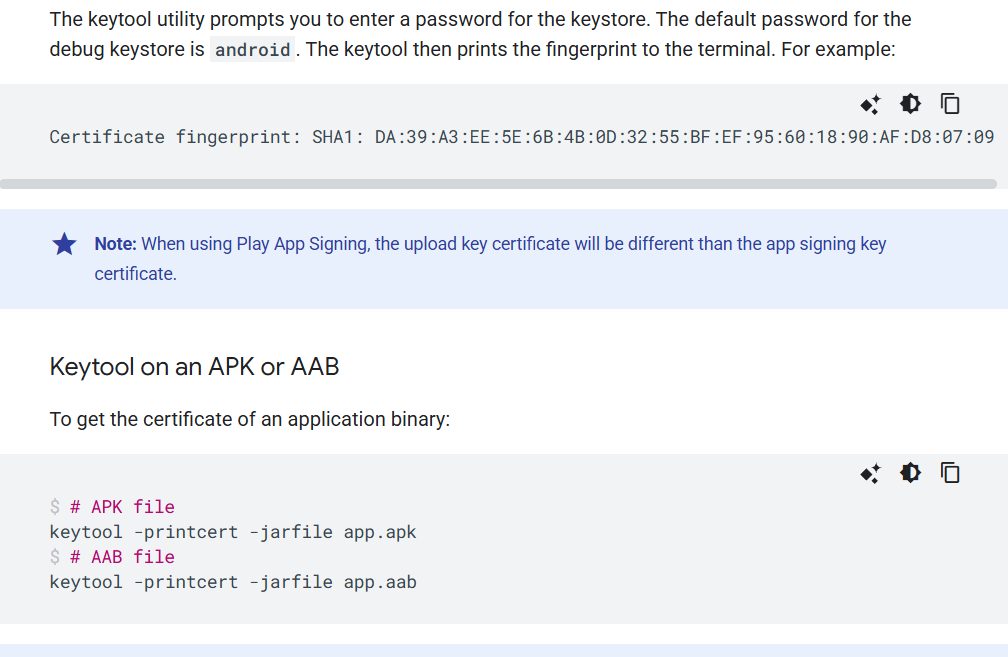 The keytool utility prompts you to enter a password for the keystore. The default password for the
debug keystore is android. The keytool then prints the fingerprint to the terminal. For example:
Certificate fingerprint: SHA1: DA:39:A3:EE:5E:6B:4B:0D:32:55:BF:EF:95:60:18:90:AF:D8:07:09
Note: When using Play App Signing, the upload key certificate will be different than the app signing key
certificate.
Keytool on an APK or AAB
To get the certificate of an application binary:
$ # APK file
keytool -printcert -jarfile app.apk
$ # AAB file
keytool -printcert -jarfile app.aab